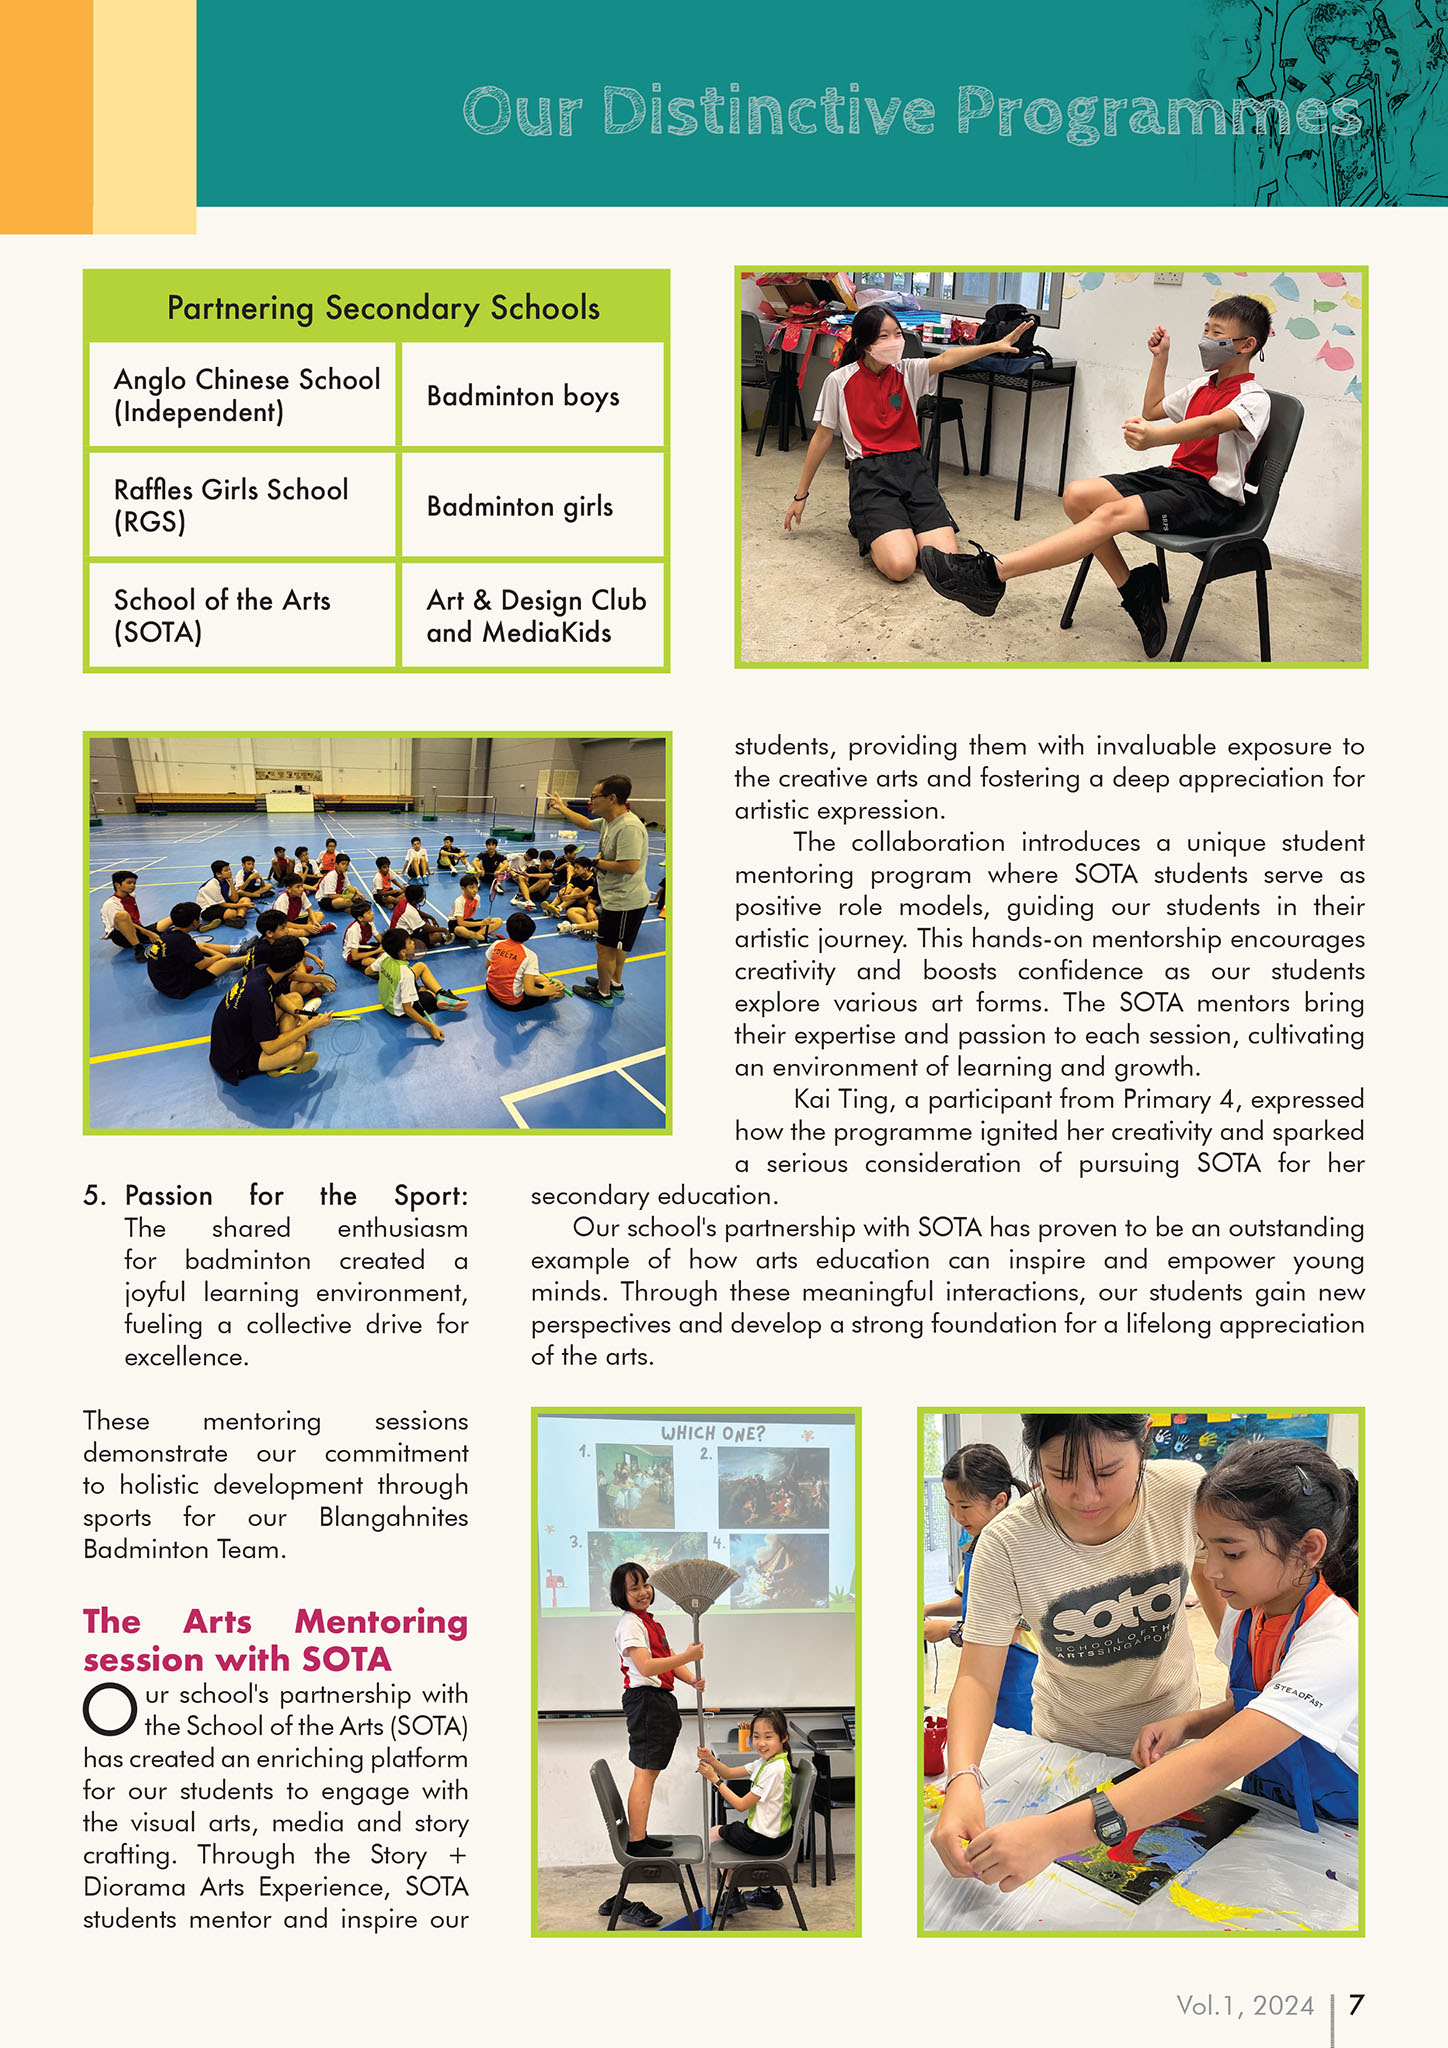 Our Distinctive Programmes
Partnering Secondary Schools
Anglo Chinese School
(Independent)
Badminton boys
Raffles Girls School
(RGS)
Badminton girls
School of the Arts
(SOTA)
Art & Design Club
and MediaKids
5. Passion for the Sport:
The shared enthusiasm
for badminton created a
joyful learning environment,
fueling a collective drive for
excellence.
These mentoring sessions
demonstrate our commitment
to holistic development through
sports for our Blangahnites
Badminton Team.
The Arts Mentoring
session with SOTA
Our school's partnership with
the School of the Arts (SOTA)
has created an enriching platform
for our students to engage with
the visual arts, media and story
crafting. Through the Story +
Diorama Arts Experience, SOTA
students mentor and inspire our
students, providing them with invaluable exposure to
the creative arts and fostering a deep appreciation for
artistic expression.
The collaboration introduces a unique student
mentoring program where SOTA students serve as
positive role models, guiding our students in their
artistic journey. This hands-on mentorship encourages
creativity and boosts confidence as our students
explore various art forms. The SOTA mentors bring
their expertise and passion to each session, cultivating
an environment of learning and growth.
Kai Ting, a participant from Primary 4, expressed
how the programme ignited her creativity and sparked
a serious consideration of pursuing SOTA for her
secondary education.
Our school's partnership with SOTA has proven to be an outstanding
example of how arts education can inspire and empower young
minds. Through these meaningful interactions, our students gain new
perspectives and develop a strong foundation for a lifelong appreciation
of the arts.
WHICH ONE?
1.
2.
3.
4.
sota
SCHOOL OF THE
ARTS SINGAPORE
STEADFAST
DELTA
BRPS
Vol.1, 2024
7